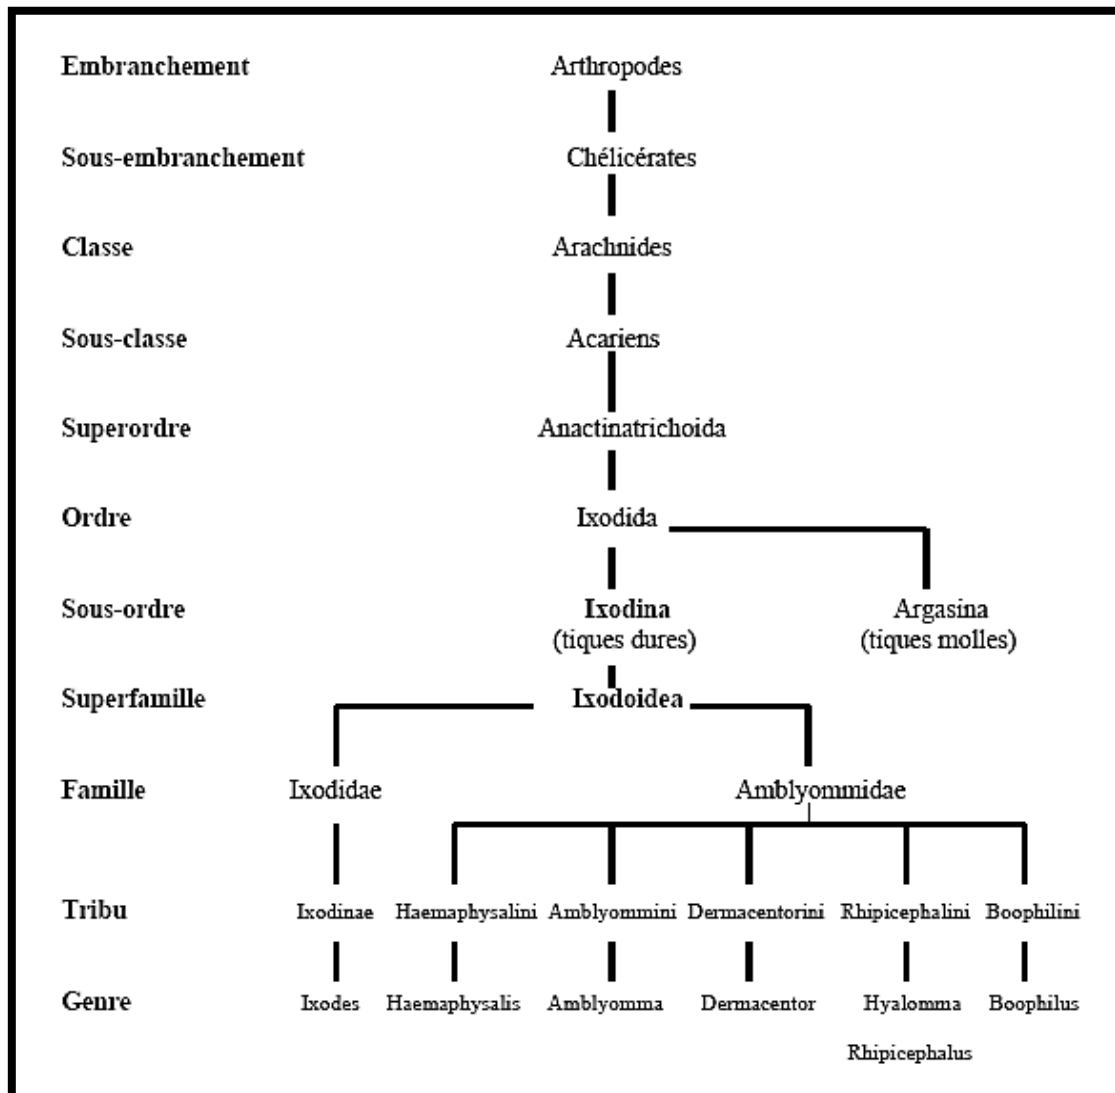 Embranchement Arthropodes
Sous-embranchement Chélicérates
Classe Arachnides
Sous-classe Acariens
Superordre Anactinatrichoida
Ordre Ixodida
Sous-ordre Ixodina Argasina
(tiques dures) (tiques molles)
Superfamille Ixodoidea
Famille Ixodidae Amblyommidae
Tribu Ixodinae Haemaphysalini Amblyommini Dermacentorini Rhipicephalini Boophilini
Genre Ixodes Haemaphysalis Amblyomma Dermacentor Hyalomma Boophilus
Rhipicephalus